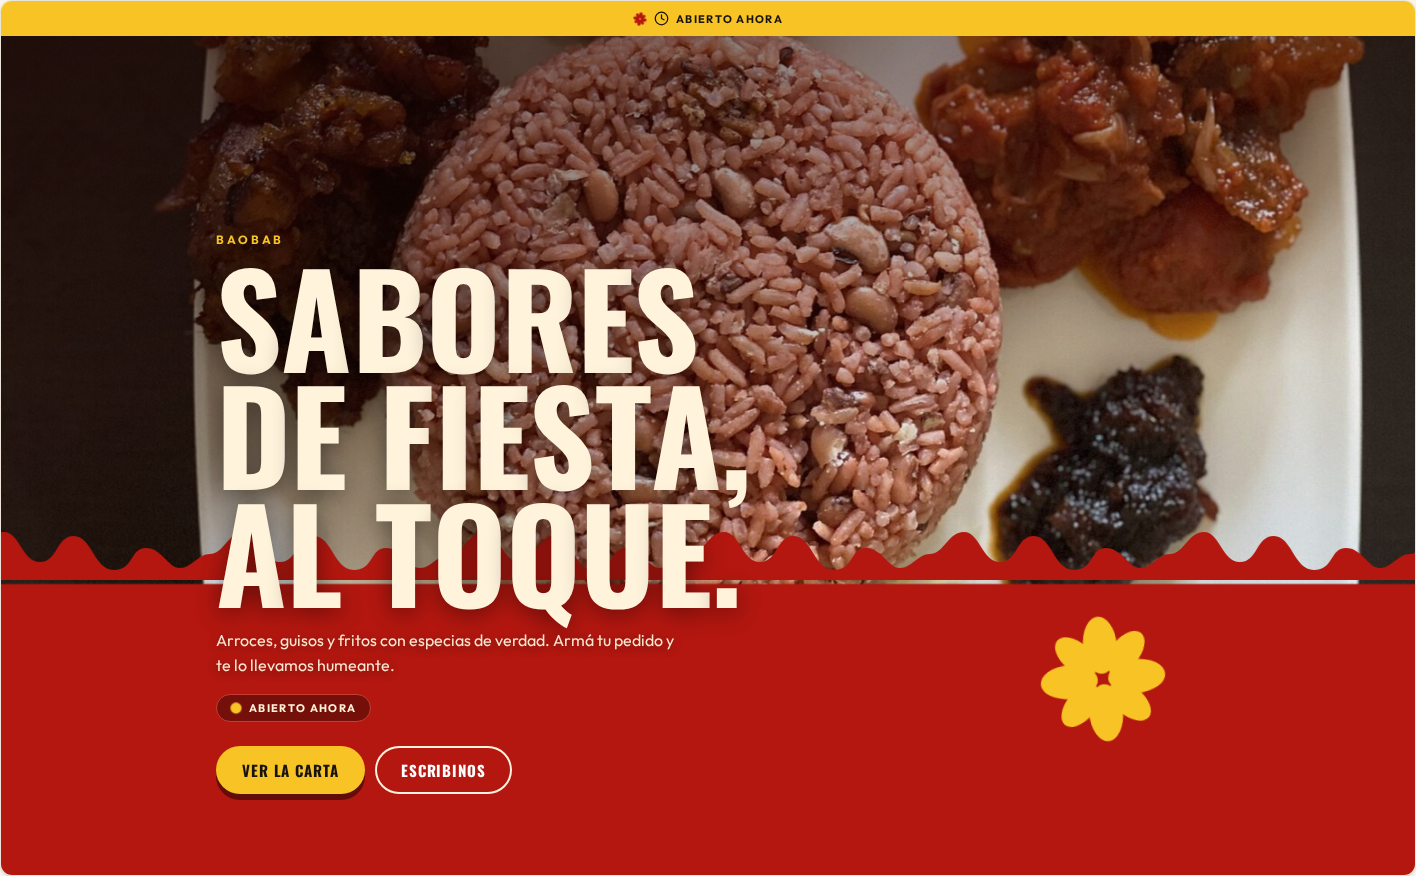 ABIERTO AHORA
BAOBAB
SABORES
DE FIESTA,
AL TOQUE.
Arroces, guisos y fritos con especias de verdad. Armá tu pedido y
te lo llevamos humeante.
ABIERTO AHORA
VER LA CARTA
ESCRIBINOS